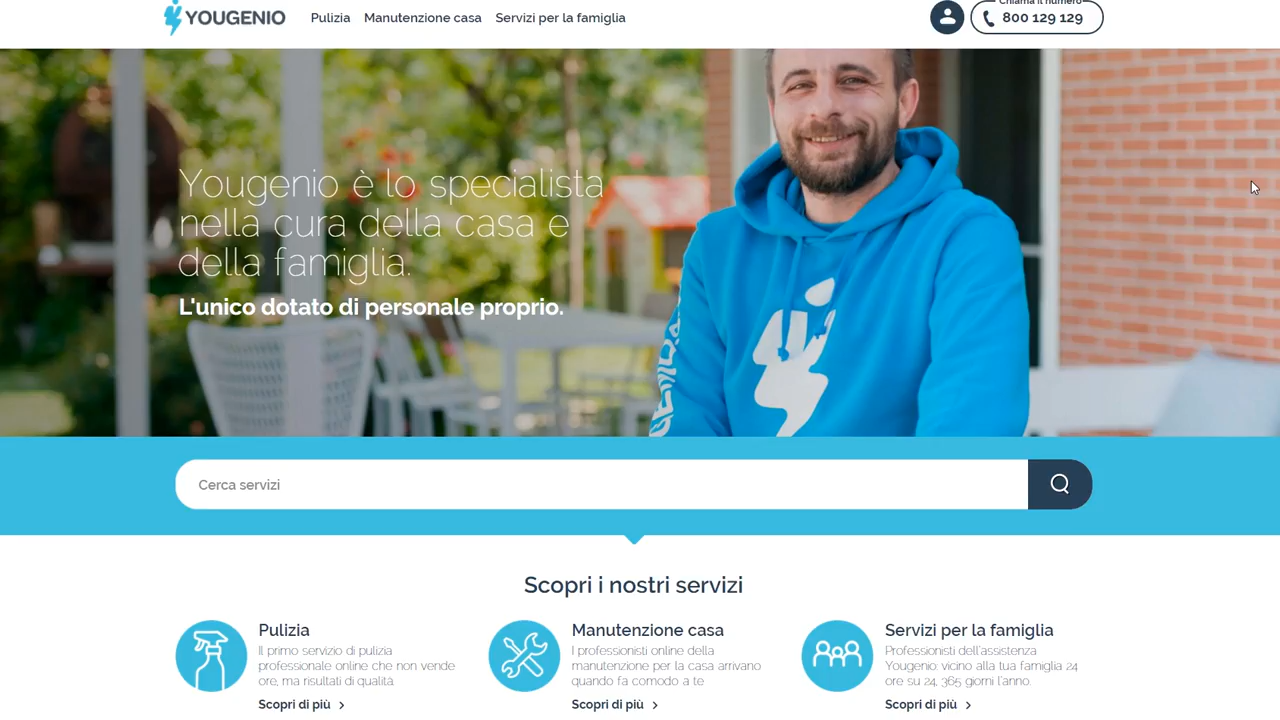 YOUGENIO
Pulizia
Manutenzione casa
Servizi per la famiglia
Chiama il numero
800 129 129
Yougenio è lo specialista
nella cura della casa e
della famiglia.
L'unico dotato di personale proprio.
Cerca servizi
Scopri i nostri servizi
Pulizia
Il primo servizio di pulizia
professionale online che non vende
ore, ma risultati di qualità.
Scopri di più
Manutenzione casa
I professionisti online della
manutenzione per la casa arrivano
quando fa comodo a te
Scopri di più
Servizi per la famiglia
Professionisti dell'assistenza
Yougenio: vicino alla tua famiglia 24
ore su 24, 365 giorni l'anno.
Scopri di più